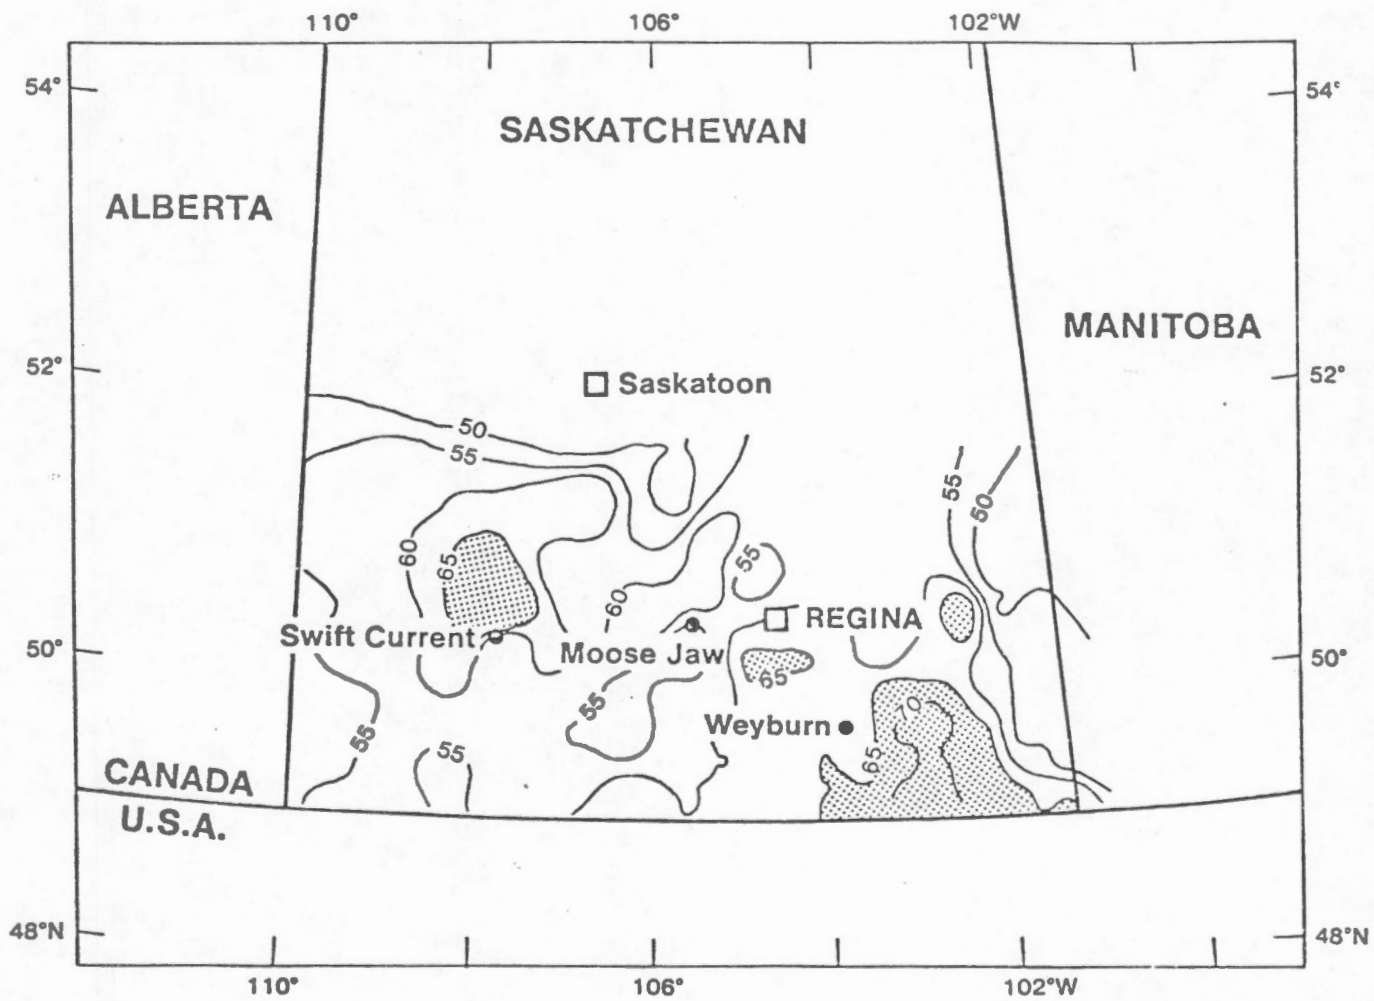 110° 106° 102°W
54° 54°
SASKATCHEWAN
ALBERTA
MANITOBA
52° 52°
Saskatoon
50
55
55
50
60
65
55
60
REGINA
Swift Current
Moose Jaw
50° 50°
65
55
70
Weyburn
55
55
65
CANADA
U.S.A.
48°N 48°N
110° 106° 102°W